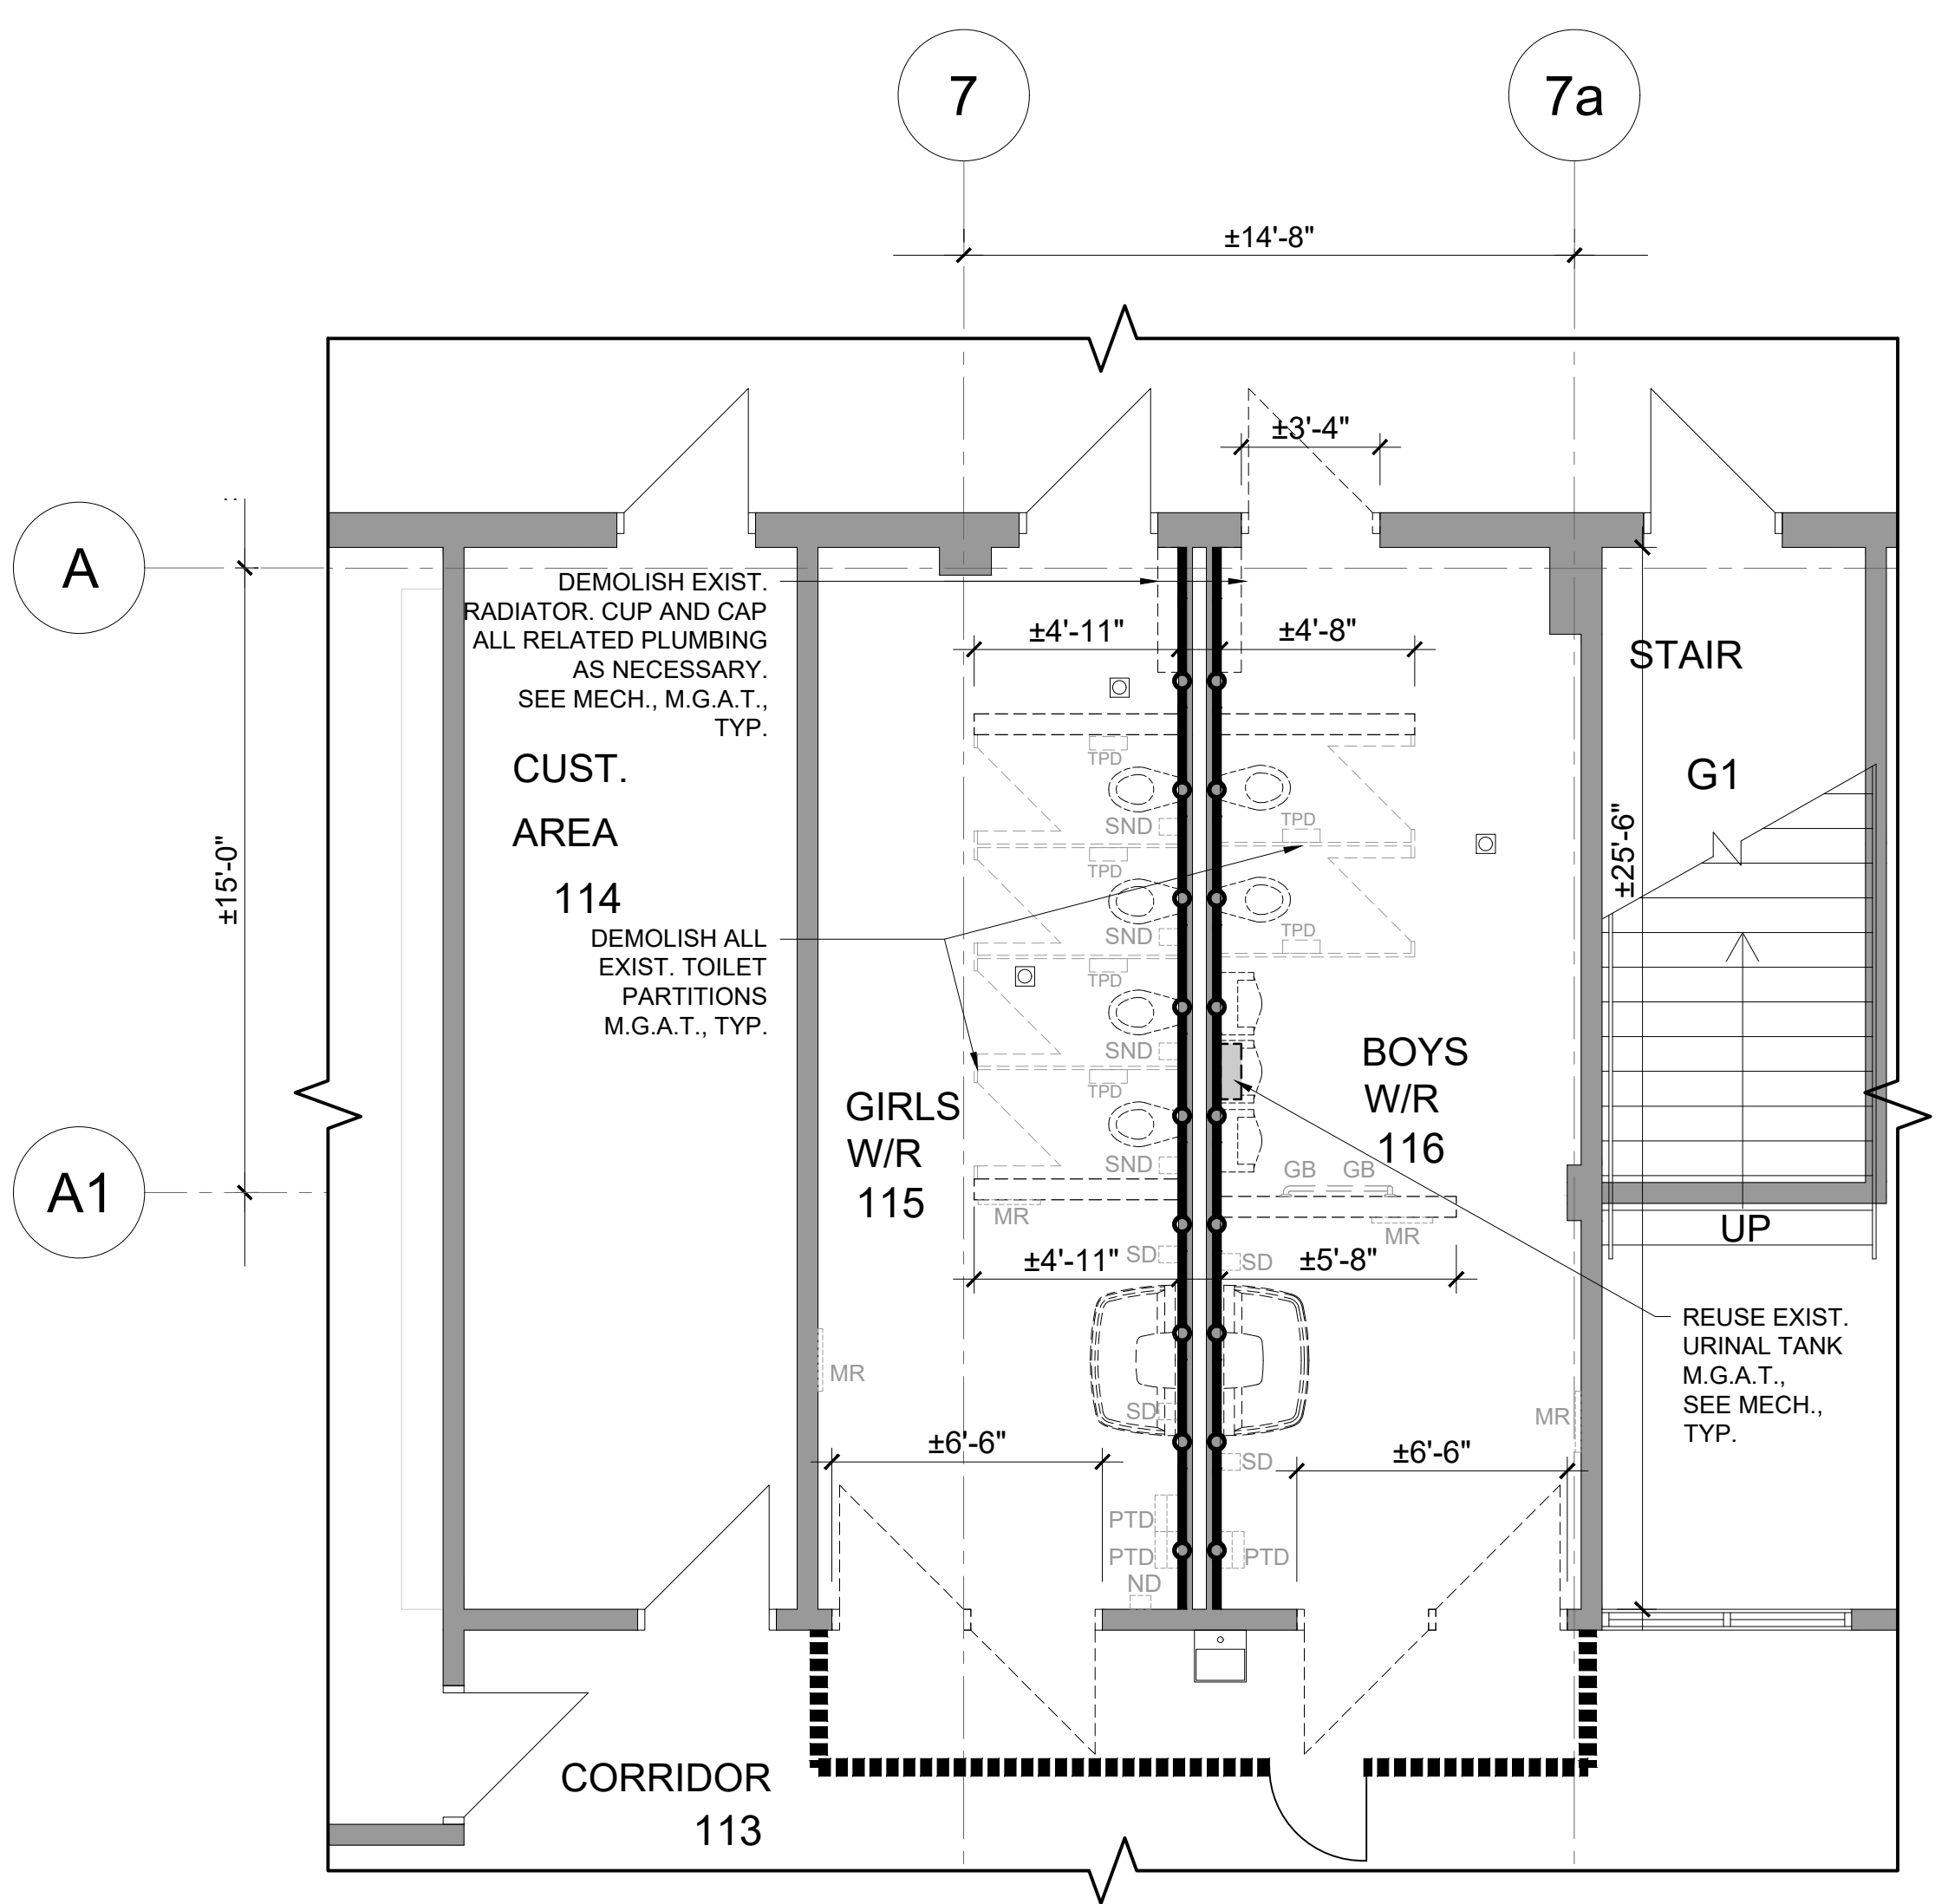 7
7a
±14'-8"
±3'-4"
A
DEMOLISH EXIST.
RADIATOR. CUP AND CAP
ALL RELATED PLUMBING
AS NECESSARY.
SEE MECH., M.G.A.T.,
TYP.
±4'-11"
±4'-8"
STAIR
G1
CUST.
AREA
114
TPD
SND
TPD
TPD
SND
TPD
TPD
SND
TPD
SND
±15'-0"
±25'-6"
DEMOLISH ALL
EXIST. TOILET
PARTITIONS
M.G.A.T., TYP.
GIRLS
W/R
115
BOYS
W/R
116
GB
GB
MR
MR
A1
UP
±4'-11"
SD
SD
±5'-8"
REUSE EXIST.
URINAL TANK
M.G.A.T.,
SEE MECH.,
TYP.
MR
SD
MR
±6'-6"
SD
±6'-6"
PTD
PTD
PTD
ND
CORRIDOR
113